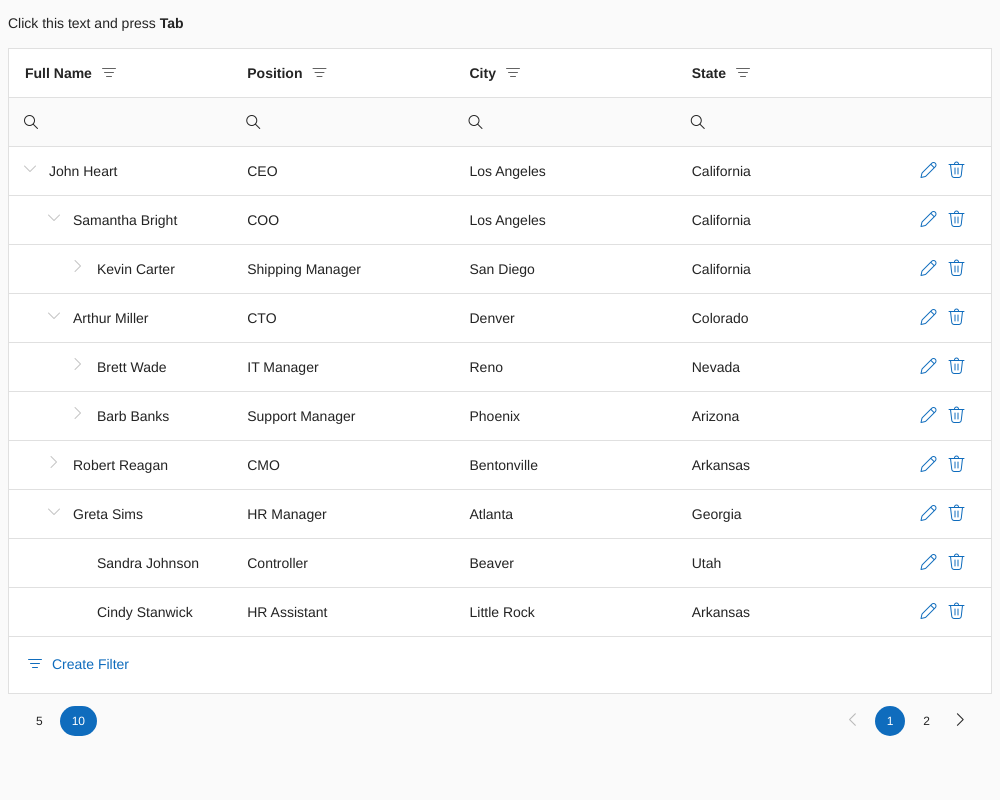 Click this text and press Tab
Full Name Position City State
John Heart CEO Los Angeles California
Samantha Bright COO Los Angeles California
Kevin Carter Shipping Manager San Diego California
Arthur Miller CTO Denver Colorado
Brett Wade IT Manager Reno Nevada
Barb Banks Support Manager Phoenix Arizona
Robert Reagan CMO Bentonville Arkansas
Greta Sims HR Manager Atlanta Georgia
Sandra Johnson Controller Beaver Utah
Cindy Stanwick HR Assistant Little Rock Arkansas
Create Filter
5 10 1 2